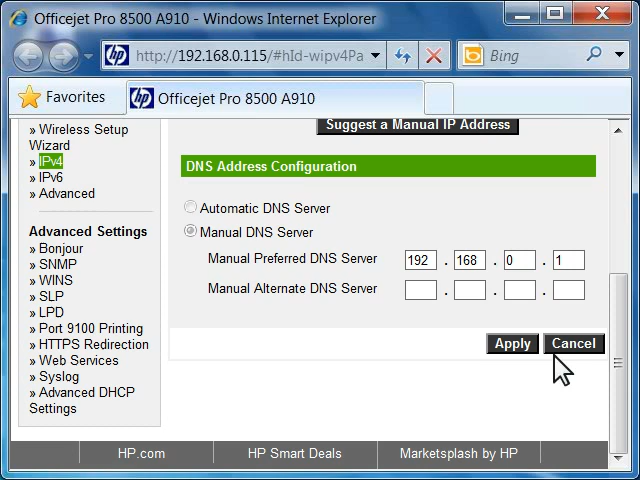 Officejet Pro 8500 A910 - Windows Internet Explorer
http://192.168.0.115/#hId-wipv4Pa
Bing
Favorites
Officejet Pro 8500 A910
» Wireless Setup
Wizard
» IPv4
» IPv6
» Advanced
Advanced Settings
» Bonjour
» SNMP
» WINS
» SLP
» LPD
» Port 9100 Printing
» HTTPS Redirection
» Web Services
» Syslog
» Advanced DHCP
Settings
Suggest a Manual IP Address
DNS Address Configuration
Automatic DNS Server
Manual DNS Server
Manual Preferred DNS Server 192 . 168 . 0 . 1
Manual Alternate DNS Server . . .
Apply Cancel
HP.com HP Smart Deals Marketsplash by HP